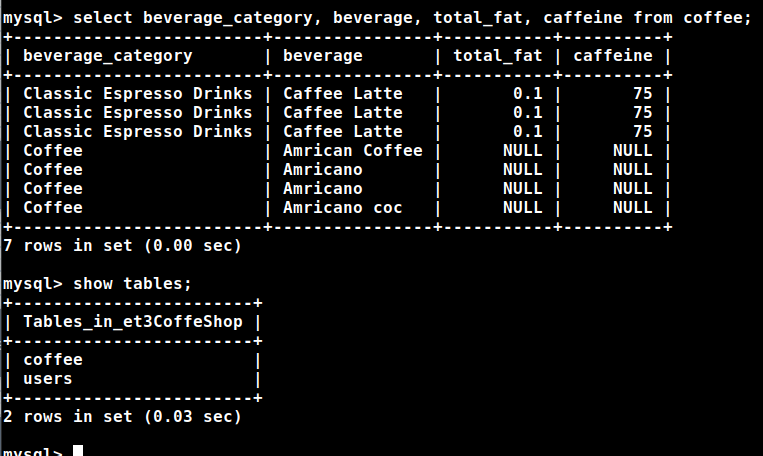 mysql> select beverage_category, beverage, total_fat, caffeine from coffee;
+-------------------------+----------------+-----------+----------+
| beverage_category       | beverage       | total_fat | caffeine |
+-------------------------+----------------+-----------+----------+
| Classic Espresso Drinks | Caffee Latte   |       0.1 |       75 |
| Classic Espresso Drinks | Caffee Latte   |       0.1 |       75 |
| Classic Espresso Drinks | Caffee Latte   |       0.1 |       75 |
| Coffee                  | Amrican Coffee |      NULL |     NULL |
| Coffee                  | Amricano       |      NULL |     NULL |
| Coffee                  | Amricano       |      NULL |     NULL |
| Coffee                  | Amricano coc   |      NULL |     NULL |
+-------------------------+----------------+-----------+----------+
7 rows in set (0.00 sec)
mysql> show tables;
+------------------------+
| Tables_in_et3CoffeShop |
+------------------------+
| coffee                 |
| users                  |
+------------------------+
2 rows in set (0.03 sec)
mysql>